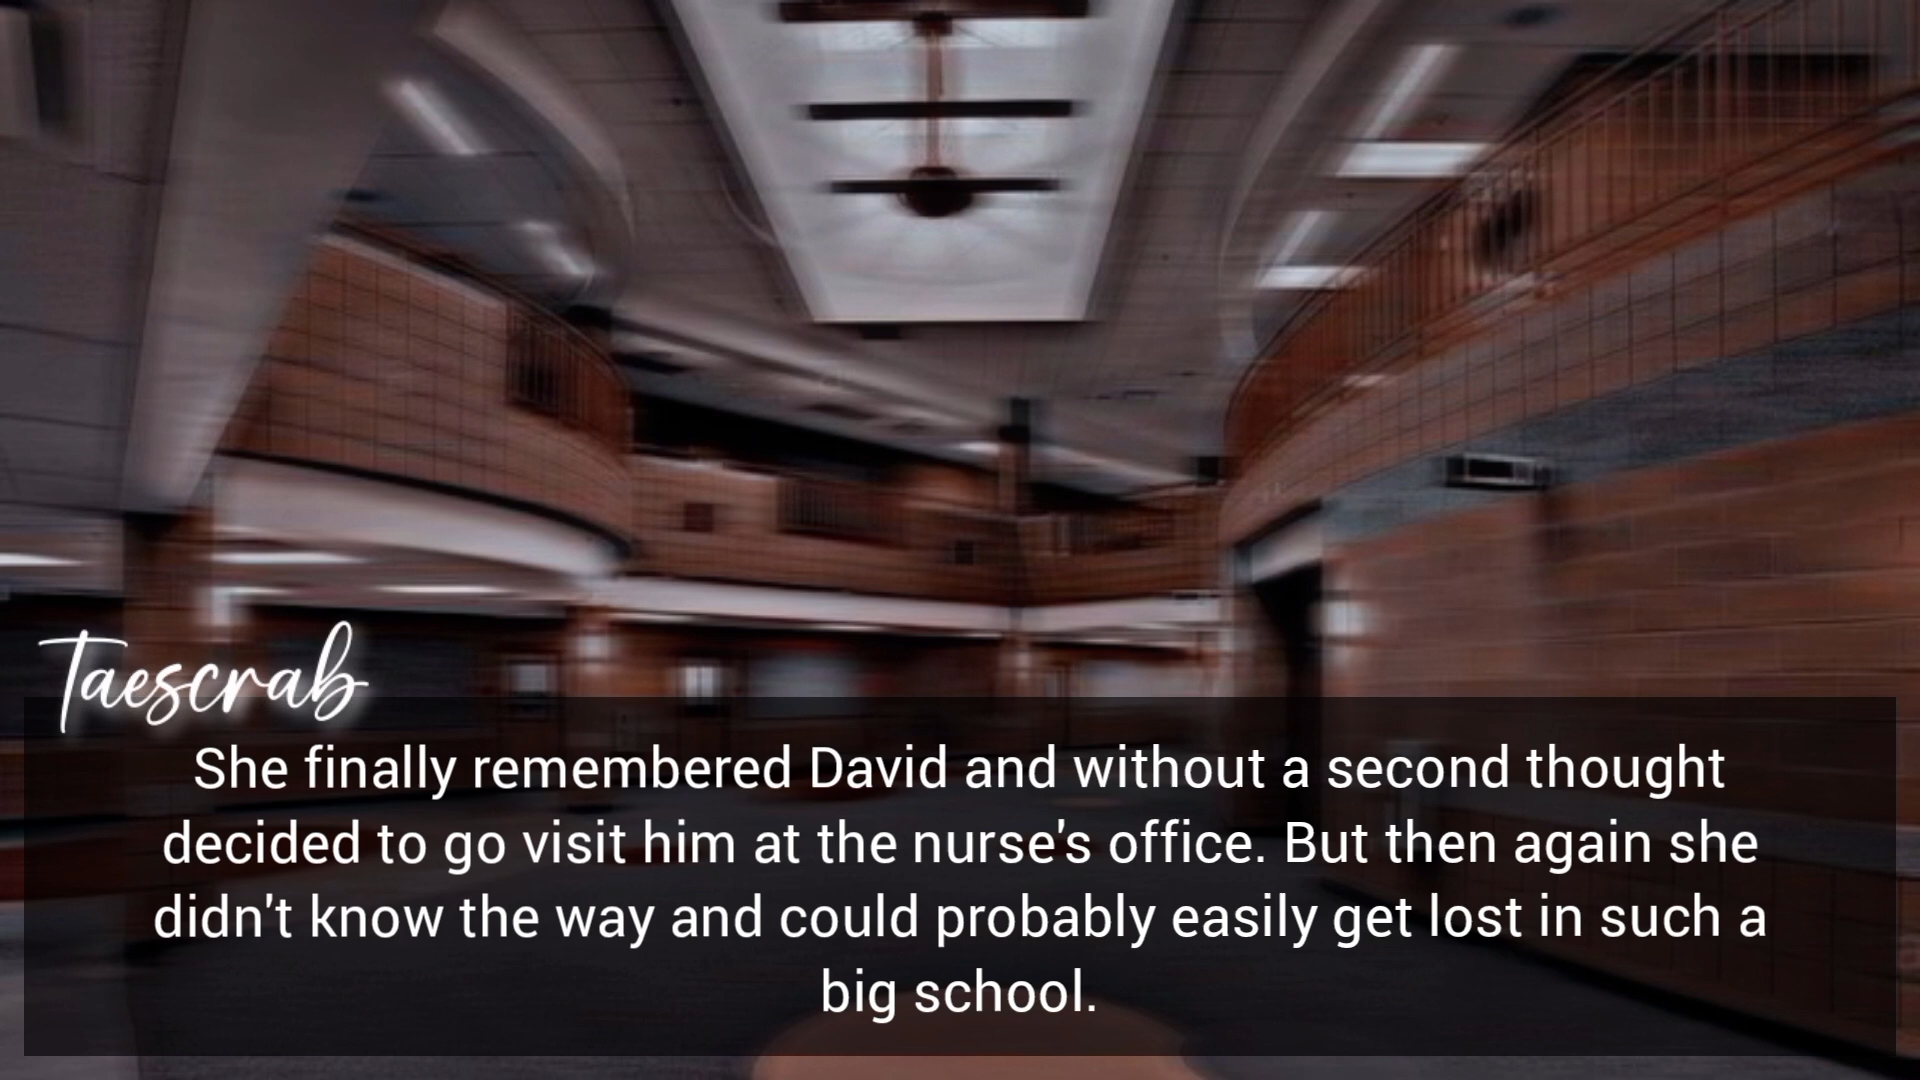 Taescrab
She finally remembered David and without a second thought
decided to go visit him at the nurse's office. But then again she
didn't know the way and could probably easily get lost in such a
big school.